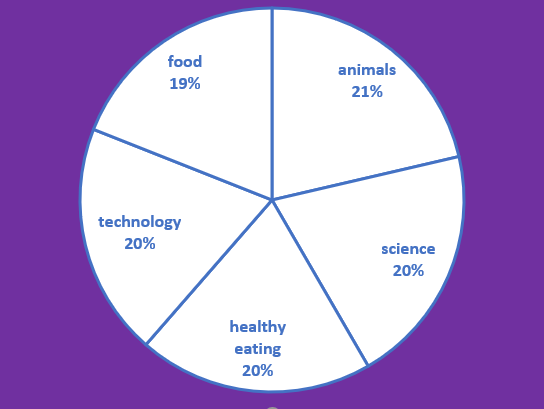 food
19%
animals
21%
technology
20%
science
20%
healthy
eating
20%